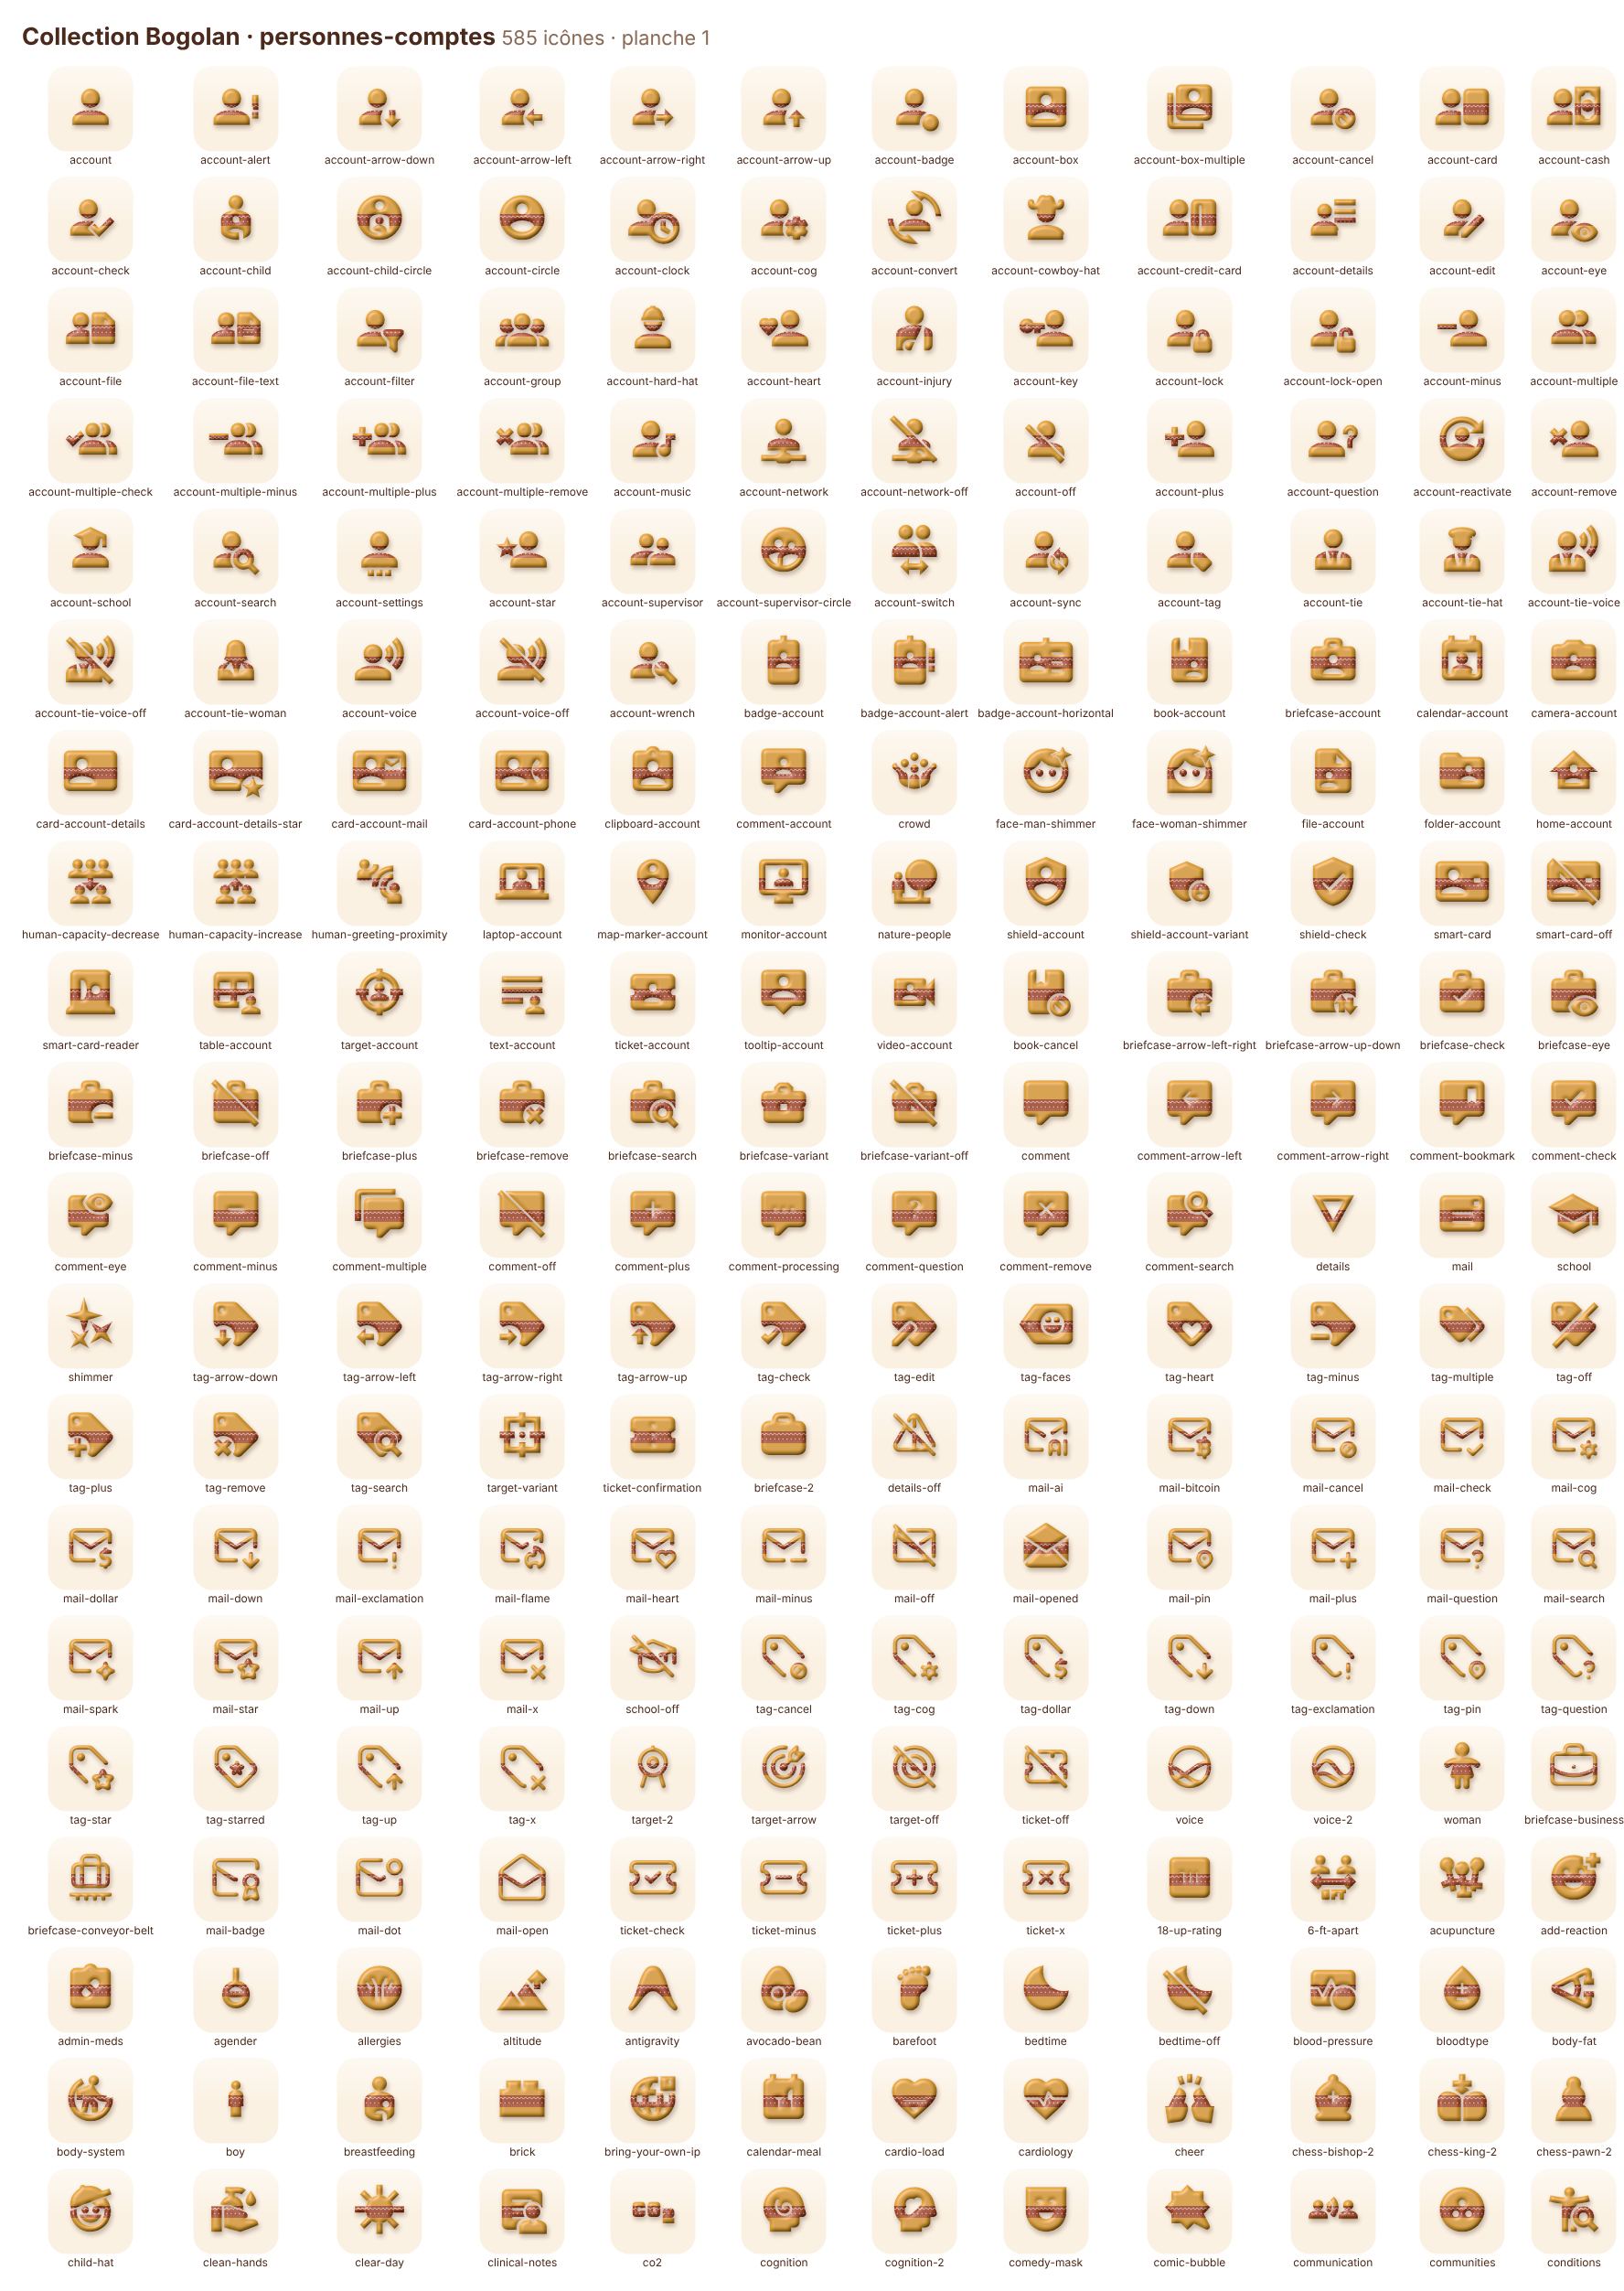 Collection Bogolan · personnes-comptes 585 icônes · planche 1
account account-alert account-arrow-down account-arrow-left account-arrow-right account-arrow-up account-badge account-box account-box-multiple account-cancel account-card account-cash
account-check account-child account-child-circle account-circle account-clock account-cog account-convert account-cowboy-hat account-credit-card account-details account-edit account-eye
account-file account-file-text account-filter account-group account-hard-hat account-heart account-injury account-key account-lock account-lock-open account-minus account-multiple
account-multiple-check account-multiple-minus account-multiple-plus account-multiple-remove account-music account-network account-network-off account-off account-plus account-question account-reactivate account-remove
account-school account-search account-settings account-star account-supervisor account-supervisor-circle account-switch account-sync account-tag account-tie account-tie-hat account-tie-voice
account-tie-voice-off account-tie-woman account-voice account-voice-off account-wrench badge-account badge-account-alert badge-account-horizontal book-account briefcase-account calendar-account camera-account
card-account-details card-account-details-star card-account-mail card-account-phone clipboard-account comment-account crowd face-man-shimmer face-woman-shimmer file-account folder-account home-account
human-capacity-decrease human-capacity-increase human-greeting-proximity laptop-account map-marker-account monitor-account nature-people shield-account shield-account-variant shield-check smart-card smart-card-off
smart-card-reader table-account target-account text-account ticket-account tooltip-account video-account book-cancel briefcase-arrow-left-right briefcase-arrow-up-down briefcase-check briefcase-eye
briefcase-minus briefcase-off briefcase-plus briefcase-remove briefcase-search briefcase-variant briefcase-variant-off comment comment-arrow-left comment-arrow-right comment-bookmark comment-check
comment-eye comment-minus comment-multiple comment-off comment-plus comment-processing comment-question comment-remove comment-search details mail school
shimmer tag-arrow-down tag-arrow-left tag-arrow-right tag-arrow-up tag-check tag-edit tag-faces tag-heart tag-minus tag-multiple tag-off
tag-plus tag-remove tag-search target-variant ticket-confirmation briefcase-2 details-off mail-ai mail-bitcoin mail-cancel mail-check mail-cog
mail-dollar mail-down mail-exclamation mail-flame mail-heart mail-minus mail-off mail-opened mail-pin mail-plus mail-question mail-search
mail-spark mail-star mail-up mail-x school-off tag-cancel tag-cog tag-dollar tag-down tag-exclamation tag-pin tag-question
tag-star tag-starred tag-up tag-x target-2 target-arrow target-off ticket-off voice voice-2 woman briefcase-business
briefcase-conveyor-belt mail-badge mail-dot mail-open ticket-check ticket-minus ticket-plus ticket-x 18-up-rating 6-ft-apart acupuncture add-reaction
admin-meds agender allergies altitude antigravity avocado-bean barefoot bedtime bedtime-off blood-pressure bloodtype body-fat
body-system boy breastfeeding brick bring-your-own-ip calendar-meal cardio-load cardiology cheer chess-bishop-2 chess-king-2 chess-pawn-2
child-hat clean-hands clear-day clinical-notes co2 cognition cognition-2 comedy-mask comic-bubble communication communities conditions